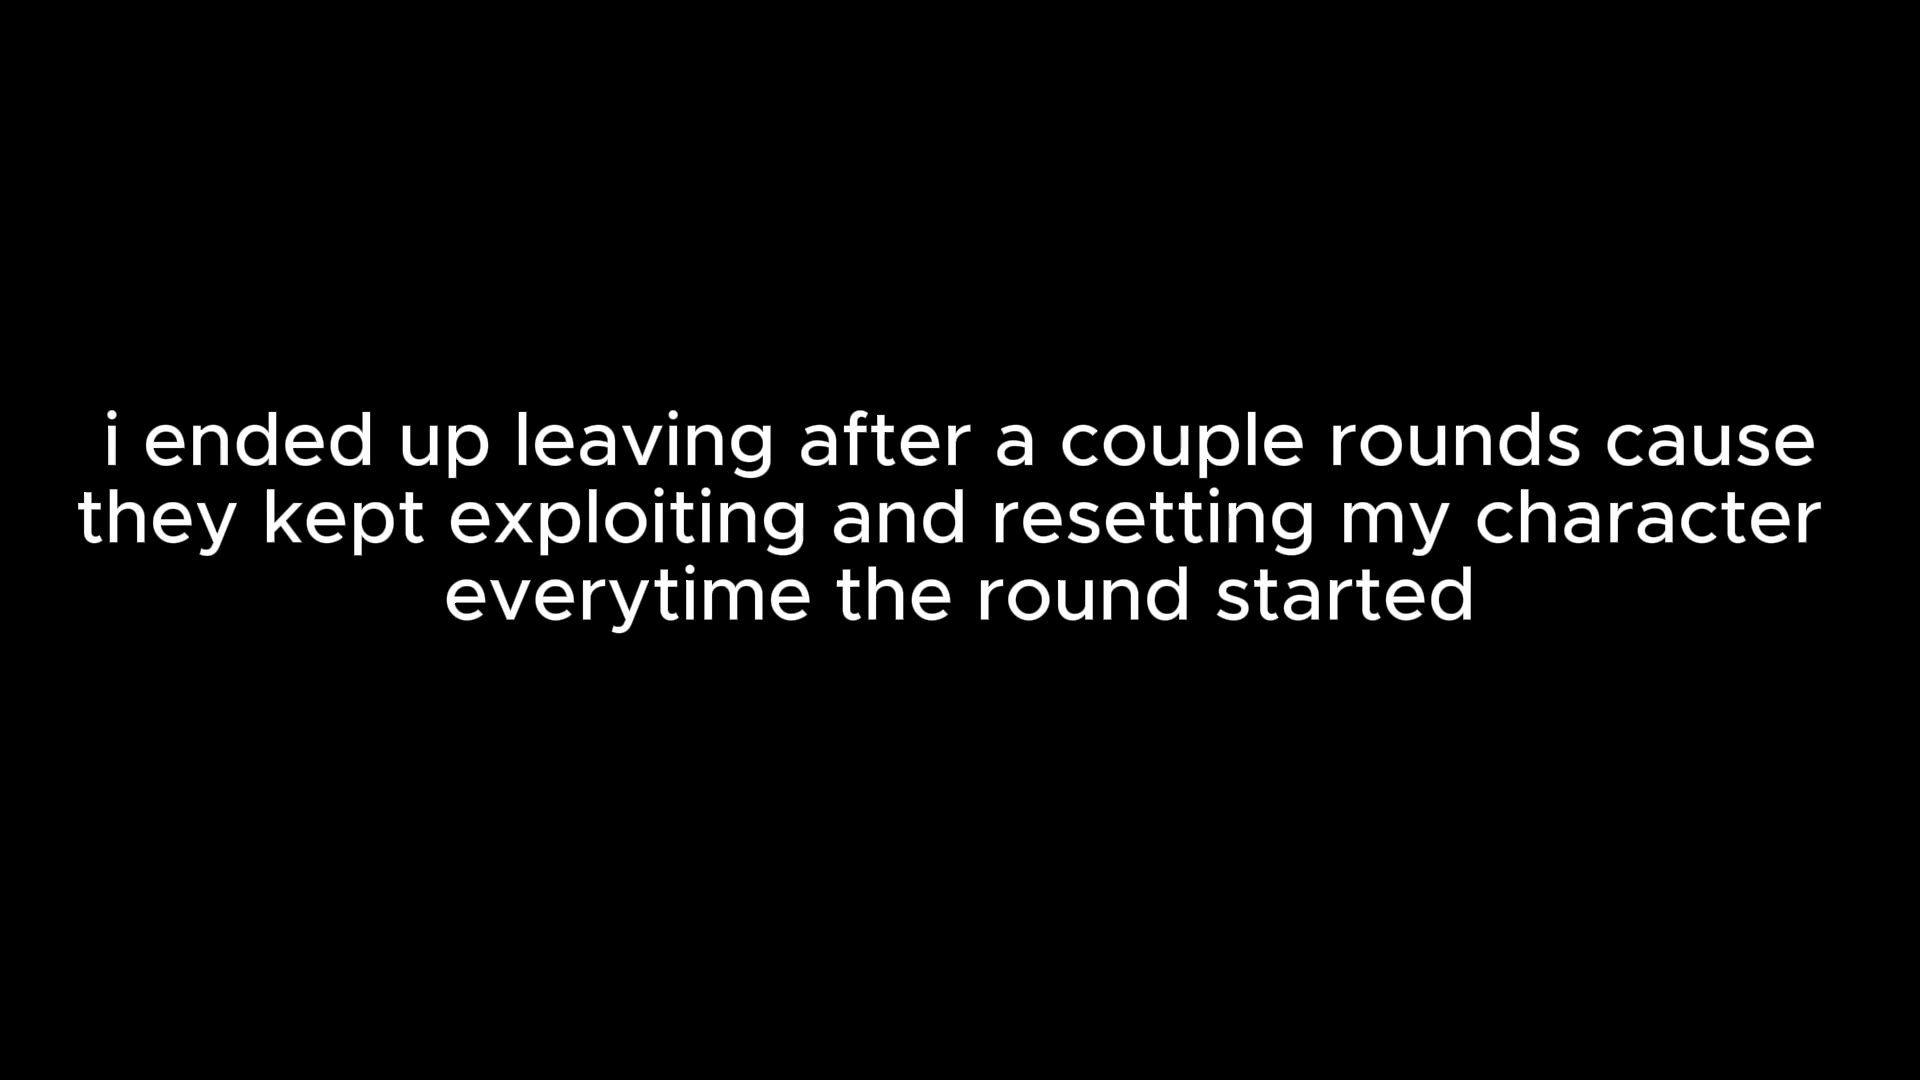 i ended up leaving after a couple rounds cause
they kept exploiting and resetting my character
everytime the round started